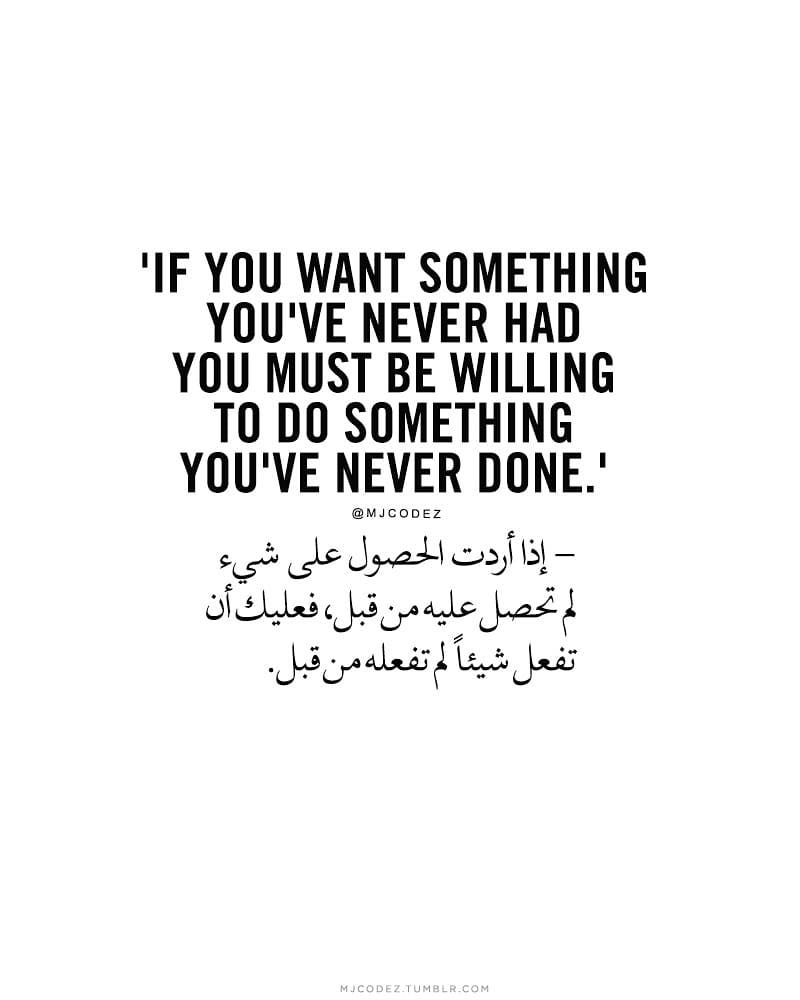 'IF YOU WANT SOMETHING
YOU'VE NEVER HAD
YOU MUST BE WILLING
TO DO SOMETHING
YOU'VE NEVER DONE.'
@MJCODEZ
– إذا أردت الحصول على شيء
لم تحصل عليه من قبل، فعليك أن
تفعل شيئاً لم تفعله من قبل.
MJCODEZ.TUMBLR.COM